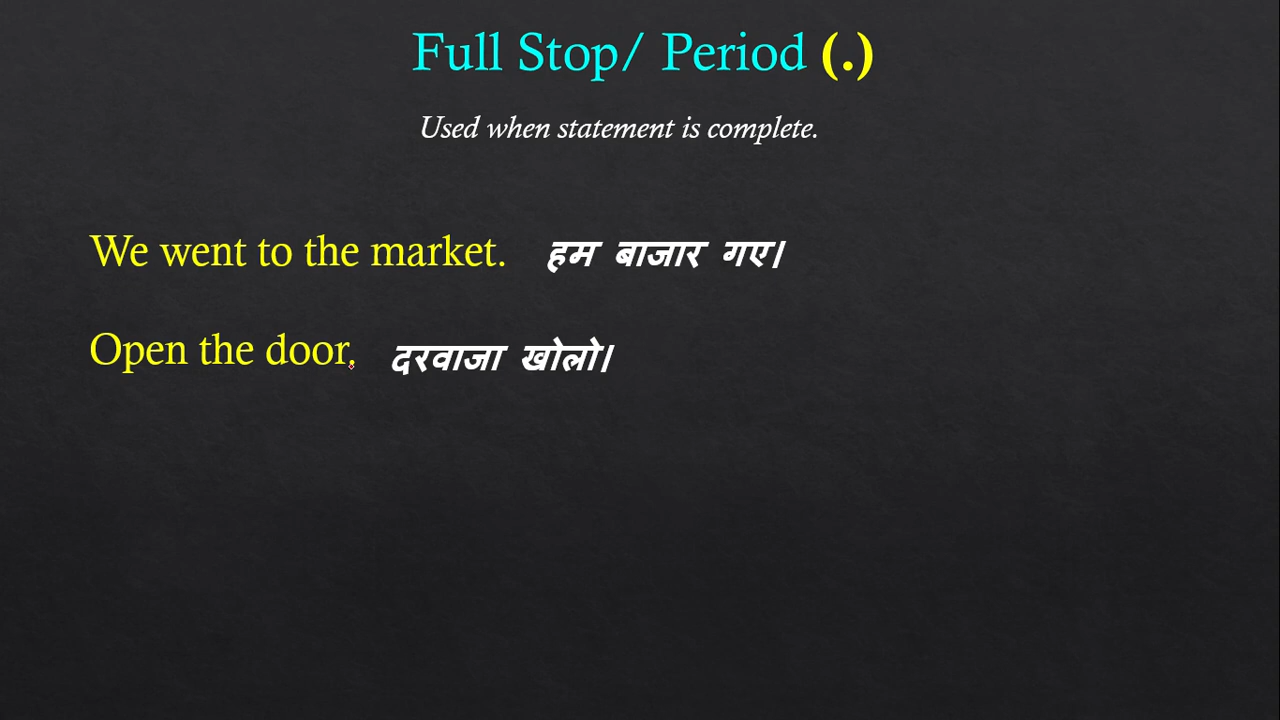 Full Stop/ Period (.)
Used when statement is complete.
We went to the market. हम बाजार गए।
Open the door. दरवाजा खोलो।